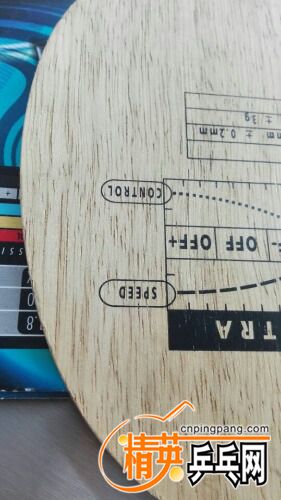 ± 3g
mm ± 0.2mm
CONTROL
- OFF OFF+
SPEED
TRA
cnpingpang.com
精英乒乓网